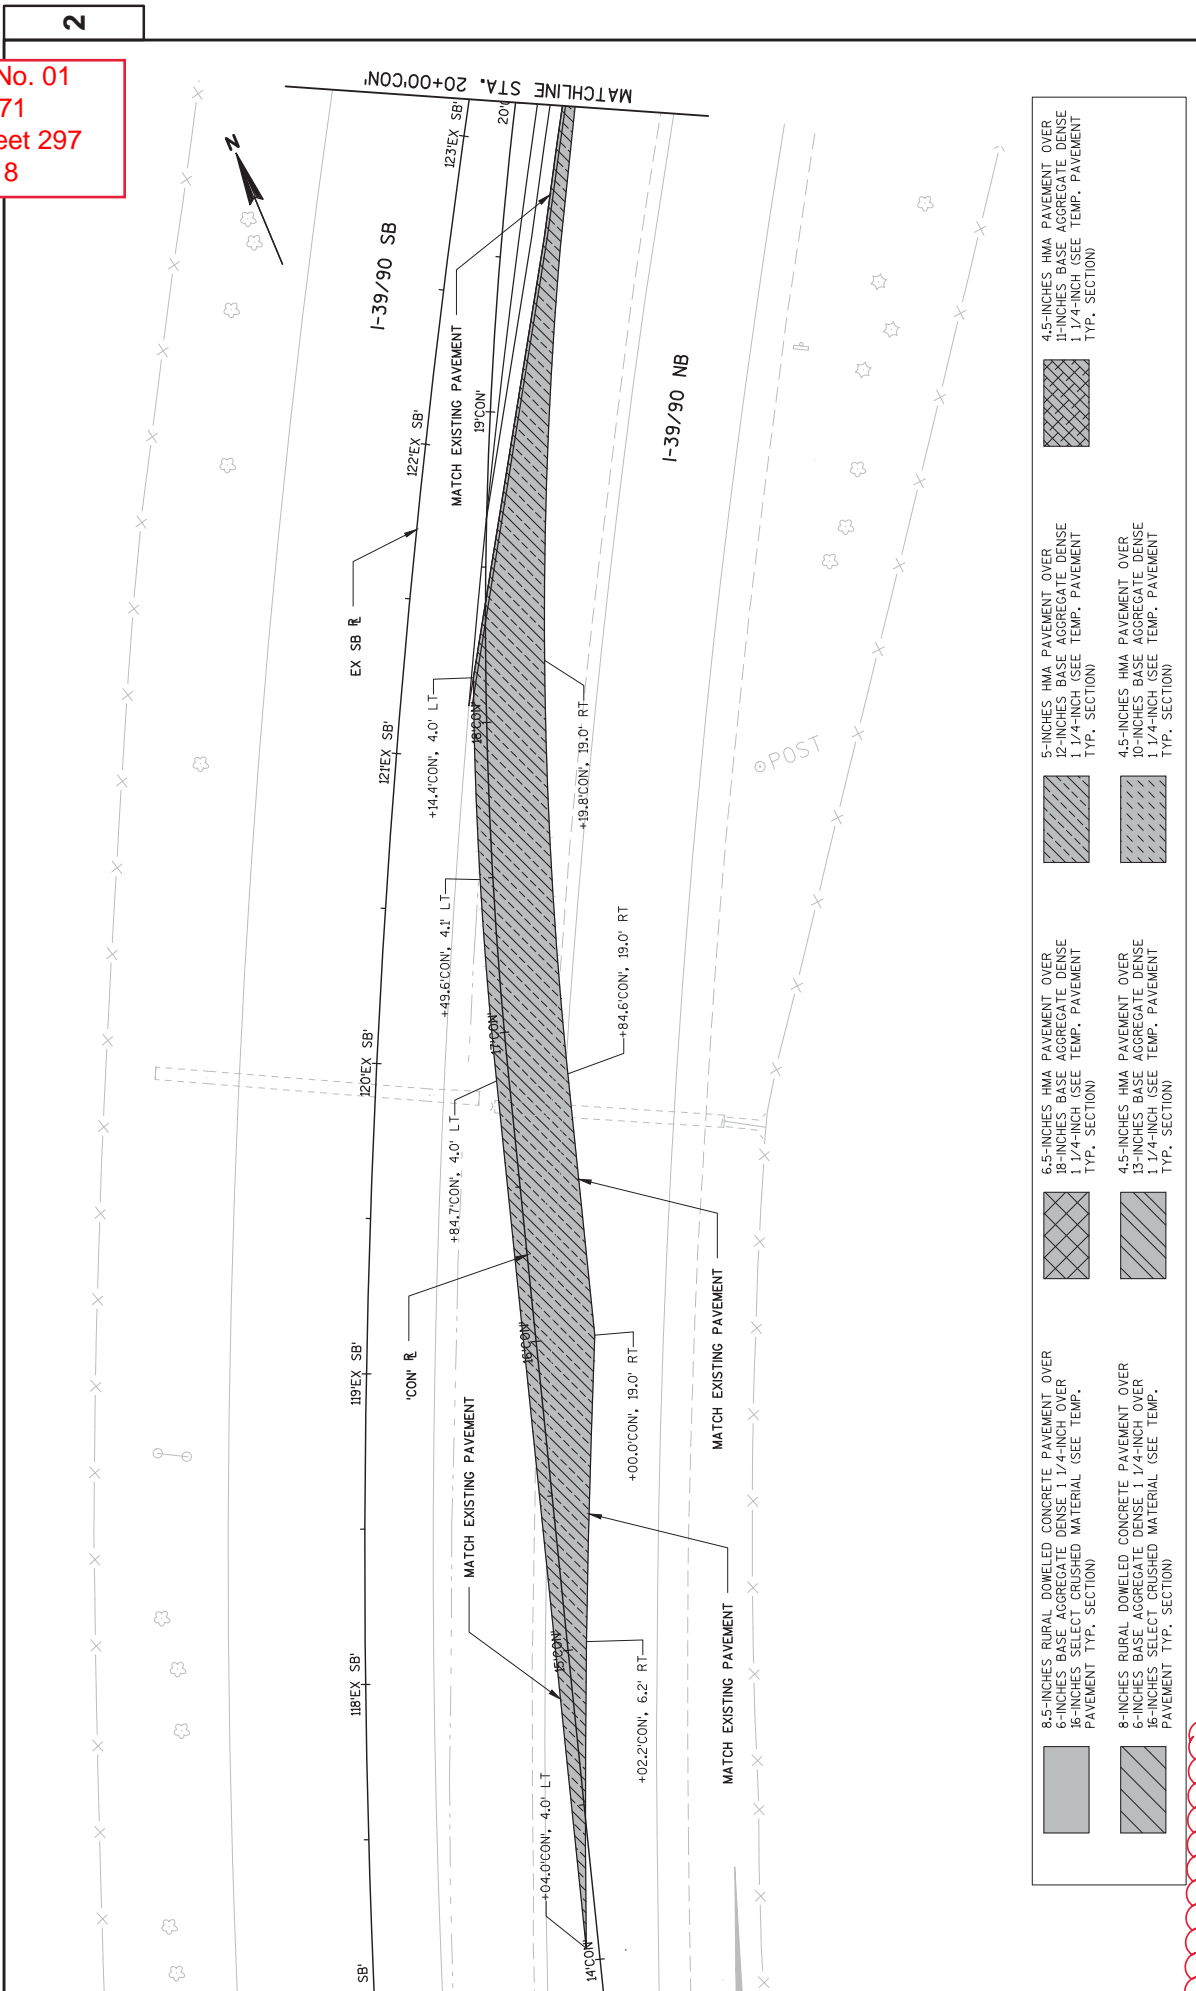 2
No. 01
71
eet 297
8
N
MATCHLINE STA. 20+00'CON'
123'EX SB'
I-39/90 SB
MATCH EXISTING PAVEMENT
19'CON'
122'EX SB'
I-39/90 NB
EX SB RL
121'EX SB'
+14.4'CON', 4.0' LT
18'CON'
+19.8'CON', 19.0' RT
POST
+49.6'CON', 4.1' LT
17'CON'
+84.6'CON', 19.0' RT
120'EX SB'
+84.7'CON', 4.0' LT
'CON' RL
16'CON'
MATCH EXISTING PAVEMENT
119'EX SB'
+00.0'CON', 19.0' RT
MATCH EXISTING PAVEMENT
15'CON'
118'EX SB'
+02.2'CON', 6.2' RT
MATCH EXISTING PAVEMENT
+04.0'CON', 4.0' LT
14'CON'
SB'
8.5-INCHES RURAL DOWELED CONCRETE PAVEMENT OVER
6-INCHES BASE AGGREGATE DENSE 1 1/4-INCH OVER
16-INCHES SELECT CRUSHED MATERIAL (SEE TEMP.
PAVEMENT TYP. SECTION)
8-INCHES RURAL DOWELED CONCRETE PAVEMENT OVER
6-INCHES BASE AGGREGATE DENSE 1 1/4-INCH OVER
16-INCHES SELECT CRUSHED MATERIAL (SEE TEMP.
PAVEMENT TYP. SECTION)
6.5-INCHES HMA PAVEMENT OVER
18-INCHES BASE AGGREGATE DENSE
1 1/4-INCH (SEE TEMP. PAVEMENT
TYP. SECTION)
4.5-INCHES HMA PAVEMENT OVER
13-INCHES BASE AGGREGATE DENSE
1 1/4-INCH (SEE TEMP. PAVEMENT
TYP. SECTION)
5-INCHES HMA PAVEMENT OVER
12-INCHES BASE AGGREGATE DENSE
1 1/4-INCH (SEE TEMP. PAVEMENT
TYP. SECTION)
4.5-INCHES HMA PAVEMENT OVER
10-INCHES BASE AGGREGATE DENSE
1 1/4-INCH (SEE TEMP. PAVEMENT
TYP. SECTION)
4.5-INCHES HMA PAVEMENT OVER
11-INCHES BASE AGGREGATE DENSE
1 1/4-INCH (SEE TEMP. PAVEMENT
TYP. SECTION)